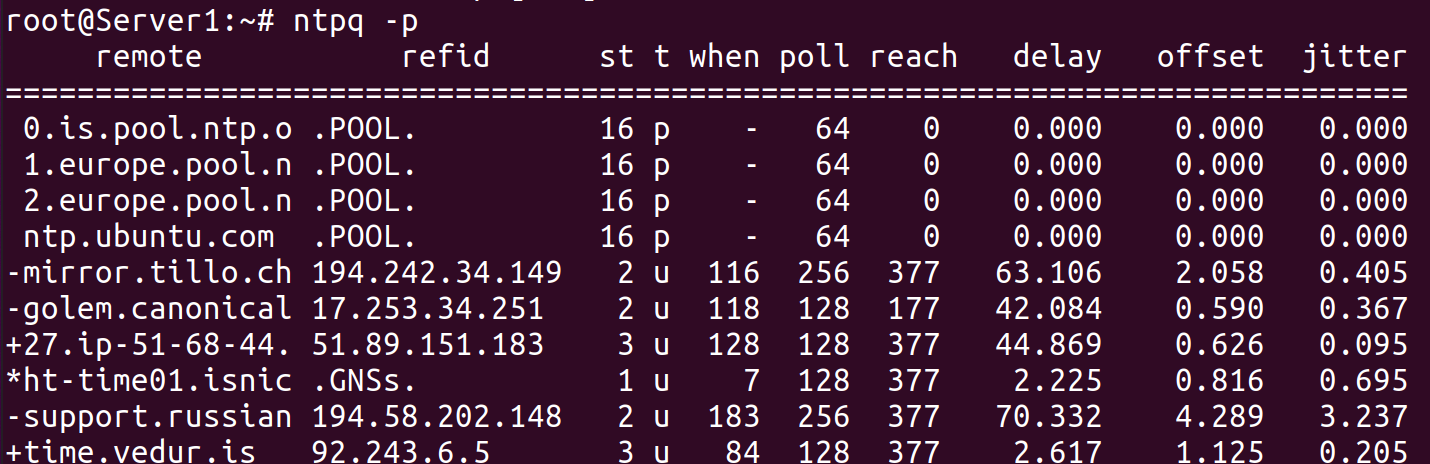 root@Server1:~# ntpq -p
     remote           refid      st t when poll reach   delay   offset  jitter
==============================================================================
 0.is.pool.ntp.o .POOL.          16 p    -   64    0    0.000    0.000   0.000
 1.europe.pool.n .POOL.          16 p    -   64    0    0.000    0.000   0.000
 2.europe.pool.n .POOL.          16 p    -   64    0    0.000    0.000   0.000
 ntp.ubuntu.com  .POOL.          16 p    -   64    0    0.000    0.000   0.000
-mirror.tillo.ch 194.242.34.149   2 u  116  256  377   63.106    2.058   0.405
-golem.canonical 17.253.34.251    2 u  118  128  177   42.084    0.590   0.367
+27.ip-51-68-44. 51.89.151.183    3 u  128  128  377   44.869    0.626   0.095
*ht-time01.isnic .GNSs.           1 u    7  128  377    2.225    0.816   0.695
-support.russian 194.58.202.148   2 u  183  256  377   70.332    4.289   3.237
+time.vedur.is   92.243.6.5       3 u   84  128  377    2.617    1.125   0.205